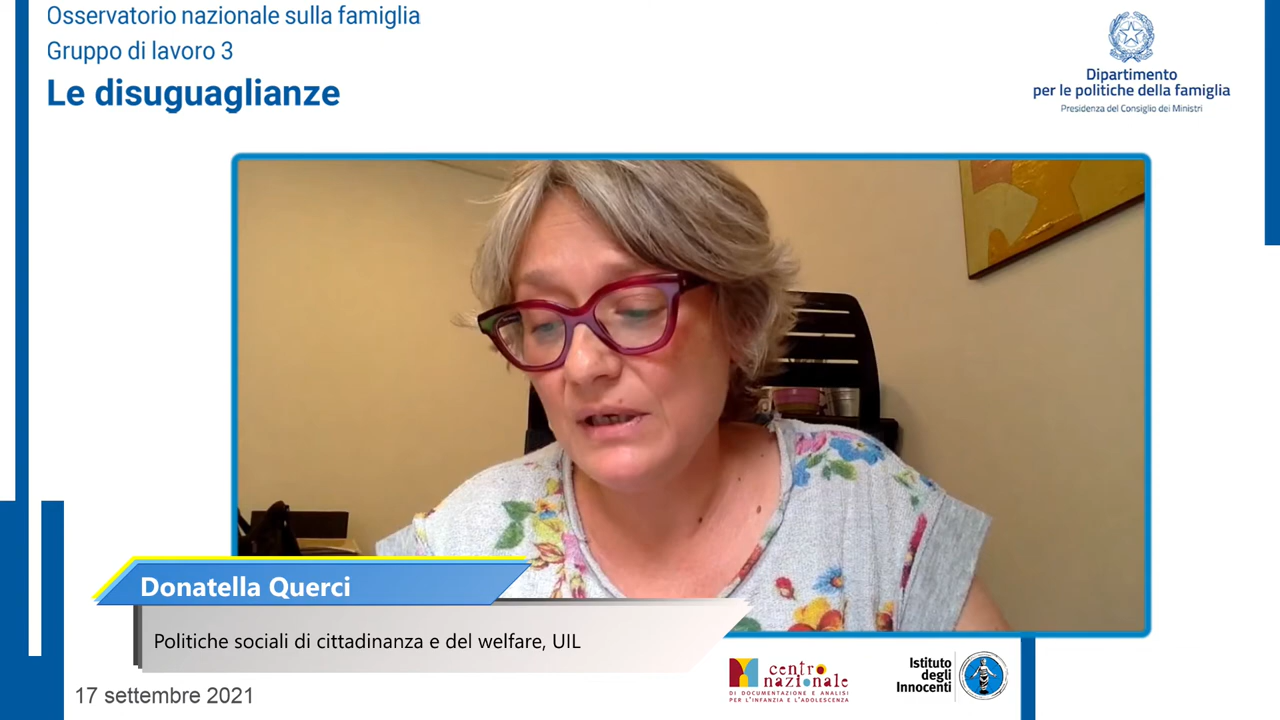 Osservatorio nazionale sulla famiglia
Gruppo di lavoro 3
Le disuguaglianze
Dipartimento
per le politiche della famiglia
Presidenza del Consiglio dei Ministri
Donatella Querci
Politiche sociali di cittadinanza e del welfare, UIL
17 settembre 2021
centro
nazionale
DI DOCUMENTAZIONE E ANALISI
PER L'INFANZIA E L'ADOLESCENZA
Istituto
degli
Innocenti